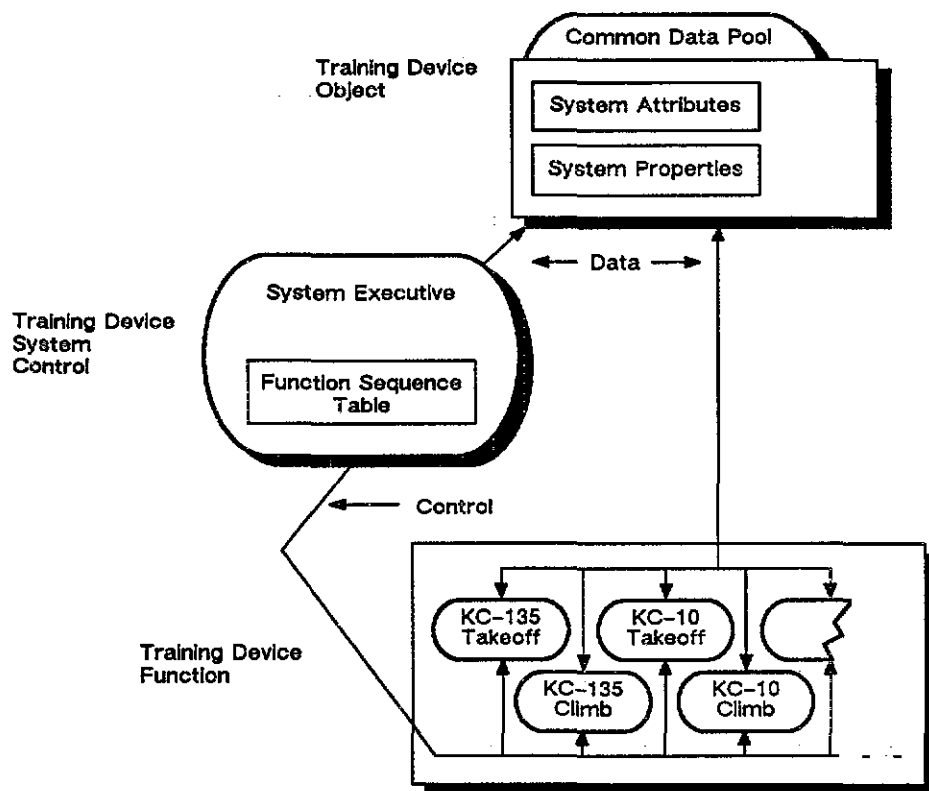 Common Data Pool
Training Device
Object
System Attributes
System Properties
Data
System Executive
Training Device
System
Control
Function Sequence
Table
Control
KC-135
Takeoff
KC-10
Takeoff
Training Device
Function
KC-135
Climb
KC-10
Climb